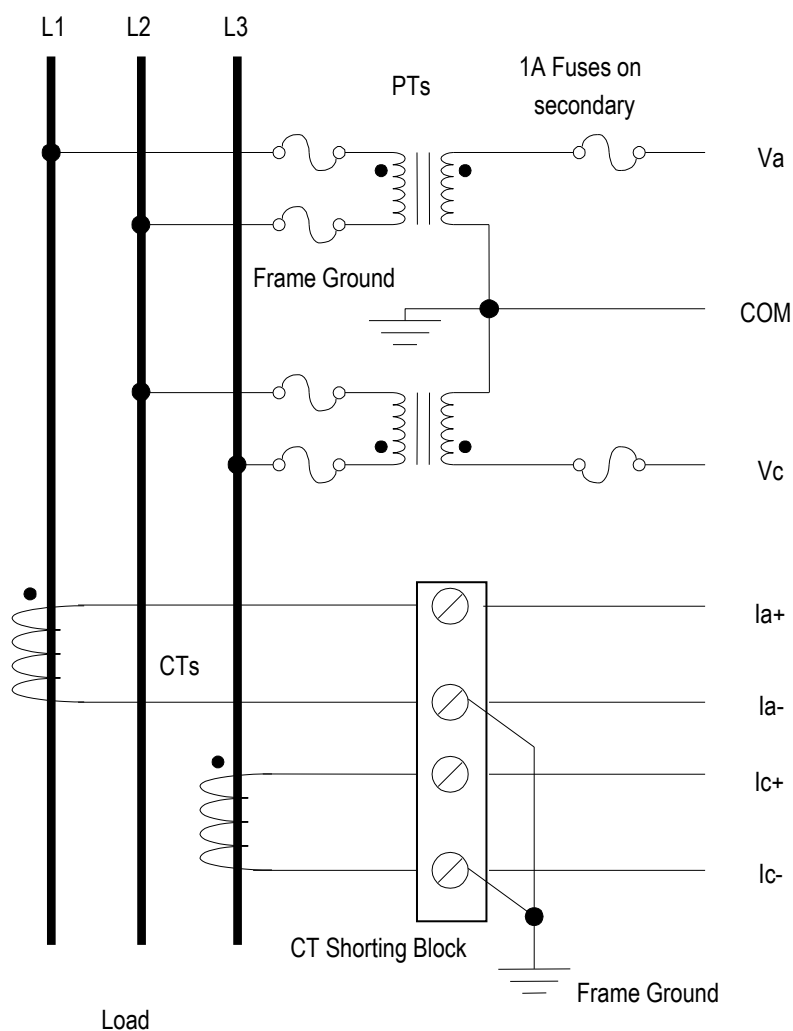 L1
L2
L3
PTs
1A Fuses on
secondary
Va
Frame Ground
COM
Vc
Ia+
CTs
Ia-
Ic+
Ic-
CT Shorting Block
Frame Ground
Load